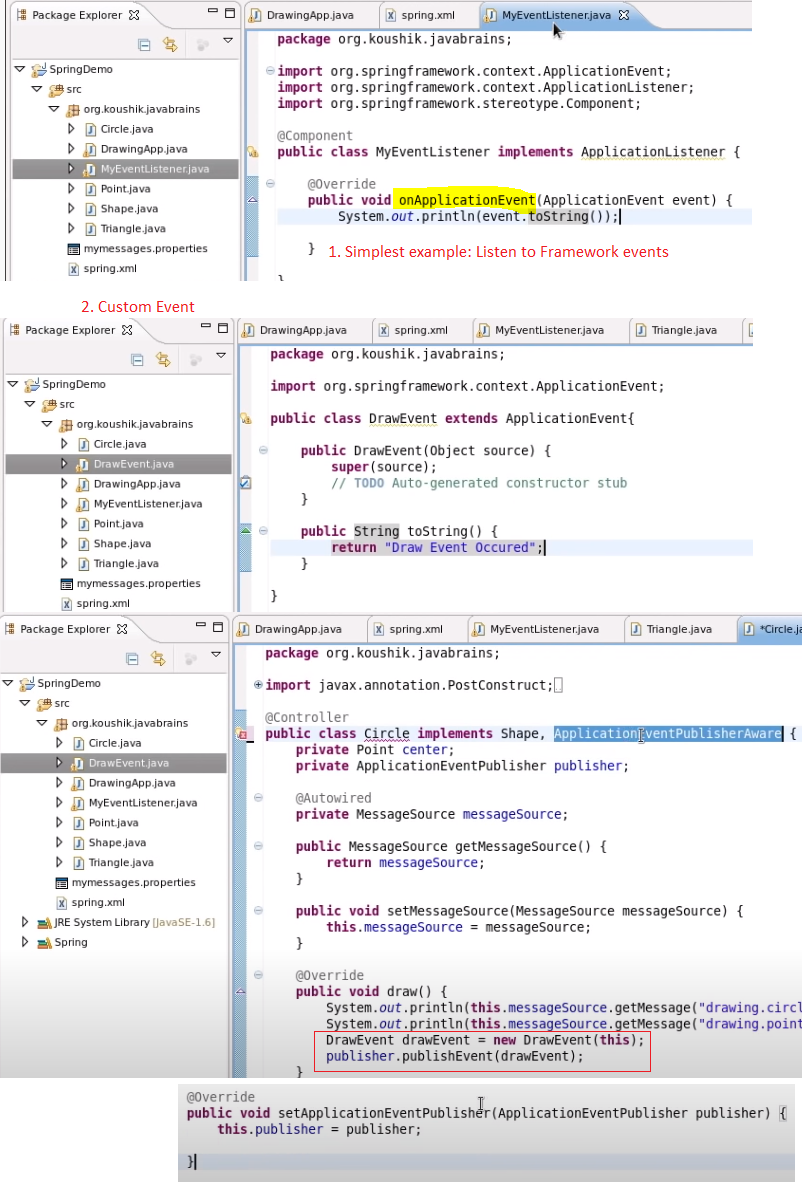 Package Explorer
DrawingApp.java
spring.xml
MyEventListener.java
SpringDemo
src
org.koushik.javabrains
Circle.java
DrawingApp.java
MyEventListener.java
Point.java
Shape.java
Triangle.java
mymessages.properties
spring.xml
package org.koushik.javabrains;
import org.springframework.context.ApplicationEvent;
import org.springframework.context.ApplicationListener;
import org.springframework.stereotype.Component;
@Component
public class MyEventListener implements ApplicationListener {
@Override
public void onApplicationEvent(ApplicationEvent event) {
System.out.println(event.toString());
}
1. Simplest example: Listen to Framework events
}
2. Custom Event
Package Explorer
DrawingApp.java
spring.xml
MyEventListener.java
Triangle.java
SpringDemo
src
org.koushik.javabrains
Circle.java
DrawEvent.java
DrawingApp.java
MyEventListener.java
Point.java
Shape.java
Triangle.java
mymessages.properties
spring.xml
package org.koushik.javabrains;
import org.springframework.context.ApplicationEvent;
public class DrawEvent extends ApplicationEvent{
public DrawEvent(Object source) {
super(source);
// TODO Auto-generated constructor stub
}
public String toString() {
return "Draw Event Occured";
}
}
Package Explorer
DrawingApp.java
spring.xml
MyEventListener.java
Triangle.java
*Circle.ja
SpringDemo
src
org.koushik.javabrains
Circle.java
DrawEvent.java
DrawingApp.java
MyEventListener.java
Point.java
Shape.java
Triangle.java
mymessages.properties
spring.xml
JRE System Library [JavaSE-1.6]
Spring
package org.koushik.javabrains;
import javax.annotation.PostConstruct;
@Controller
public class Circle implements Shape, ApplicationEventPublisherAware {
private Point center;
private ApplicationEventPublisher publisher;
@Autowired
private MessageSource messageSource;
public MessageSource getMessageSource() {
return messageSource;
}
public void setMessageSource(MessageSource messageSource) {
this.messageSource = messageSource;
}
@Override
public void draw() {
System.out.println(this.messageSource.getMessage("drawing.circl
System.out.println(this.messageSource.getMessage("drawing.point
DrawEvent drawEvent = new DrawEvent(this);
publisher.publishEvent(drawEvent);
}
@Override
public void setApplicationEventPublisher(ApplicationEventPublisher publisher) {
this.publisher = publisher;
}